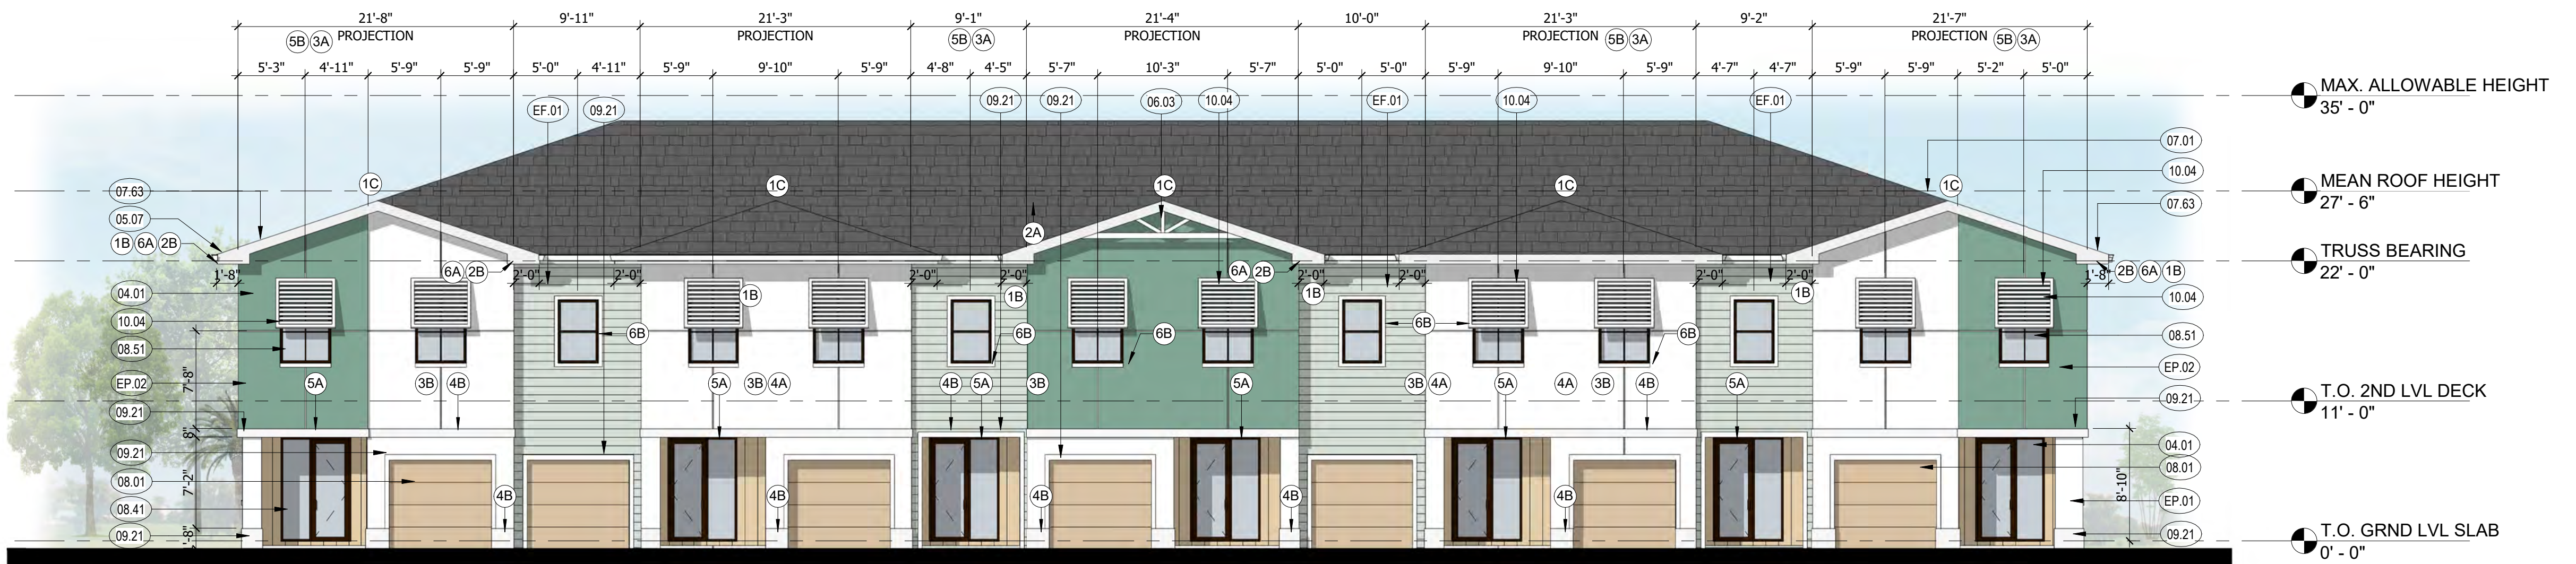 21'-8" 9'-11" 21'-3" 9'-1" 21'-4" 10'-0" 21'-3" 9'-2" 21'-7"
5B 3A PROJECTION PROJECTION 5B 3A PROJECTION PROJECTION 5B 3A PROJECTION 5B 3A
5'-3" 4'-11" 5'-9" 5'-9" 5'-0" 4'-11" 5'-9" 9'-10" 5'-9" 4'-8" 4'-5" 5'-7" 10'-3" 5'-7" 5'-0" 5'-0" 5'-9" 9'-10" 5'-9" 4'-7" 4'-7" 5'-9" 5'-9" 5'-2" 5'-0"
MAX. ALLOWABLE HEIGHT
35' - 0"
EF.01 09.21 09.21 09.21 06.03 10.04 EF.01 10.04 EF.01
07.01
10.04
07.63 1C 1C 1C 1C 1C
MEAN ROOF HEIGHT
27' - 6"
07.63
05.07
2A
1B 6A 2B
TRUSS BEARING
22' - 0"
1'-8" 6A 2B 2'-0" 2'-0" 2'-0" 2'-0" 6A 2B 2'-0" 2'-0" 2'-0" 2'-0" 1'-8" 2B 6A 1B
04.01 1B 1B 1B 1B 10.04
10.04
6B 6B 6B 6B 6B 08.51
08.51
EP.02
7'-8"
EP.02 5A 3B 4B 5A 3B 4A 4B 5A 3B 5A 3B 4A 5A 4A 3B 4B 5A
T.O. 2ND LVL DECK
11' - 0"
09.21 09.21
8"
04.01
09.21
08.01
08.01
7'-2"
4B 4B 4B 4B 4B
8'-10"
EP.01
08.41
09.21 09.21
1'-8"
T.O. GRND LVL SLAB
0' - 0"